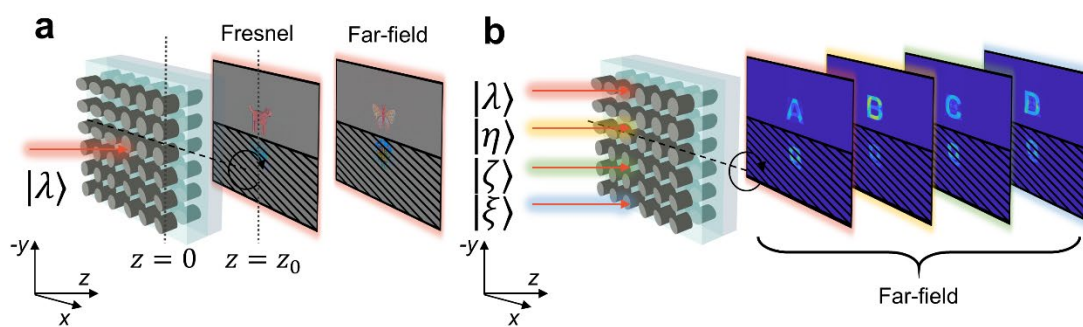 a
Fresnel
Far-field
|λ⟩
z = 0
z = z₀
-y
z
x
b
|λ⟩
|η⟩
|ζ⟩
|ξ⟩
A
B
C
D
Far-field
-y
z
x